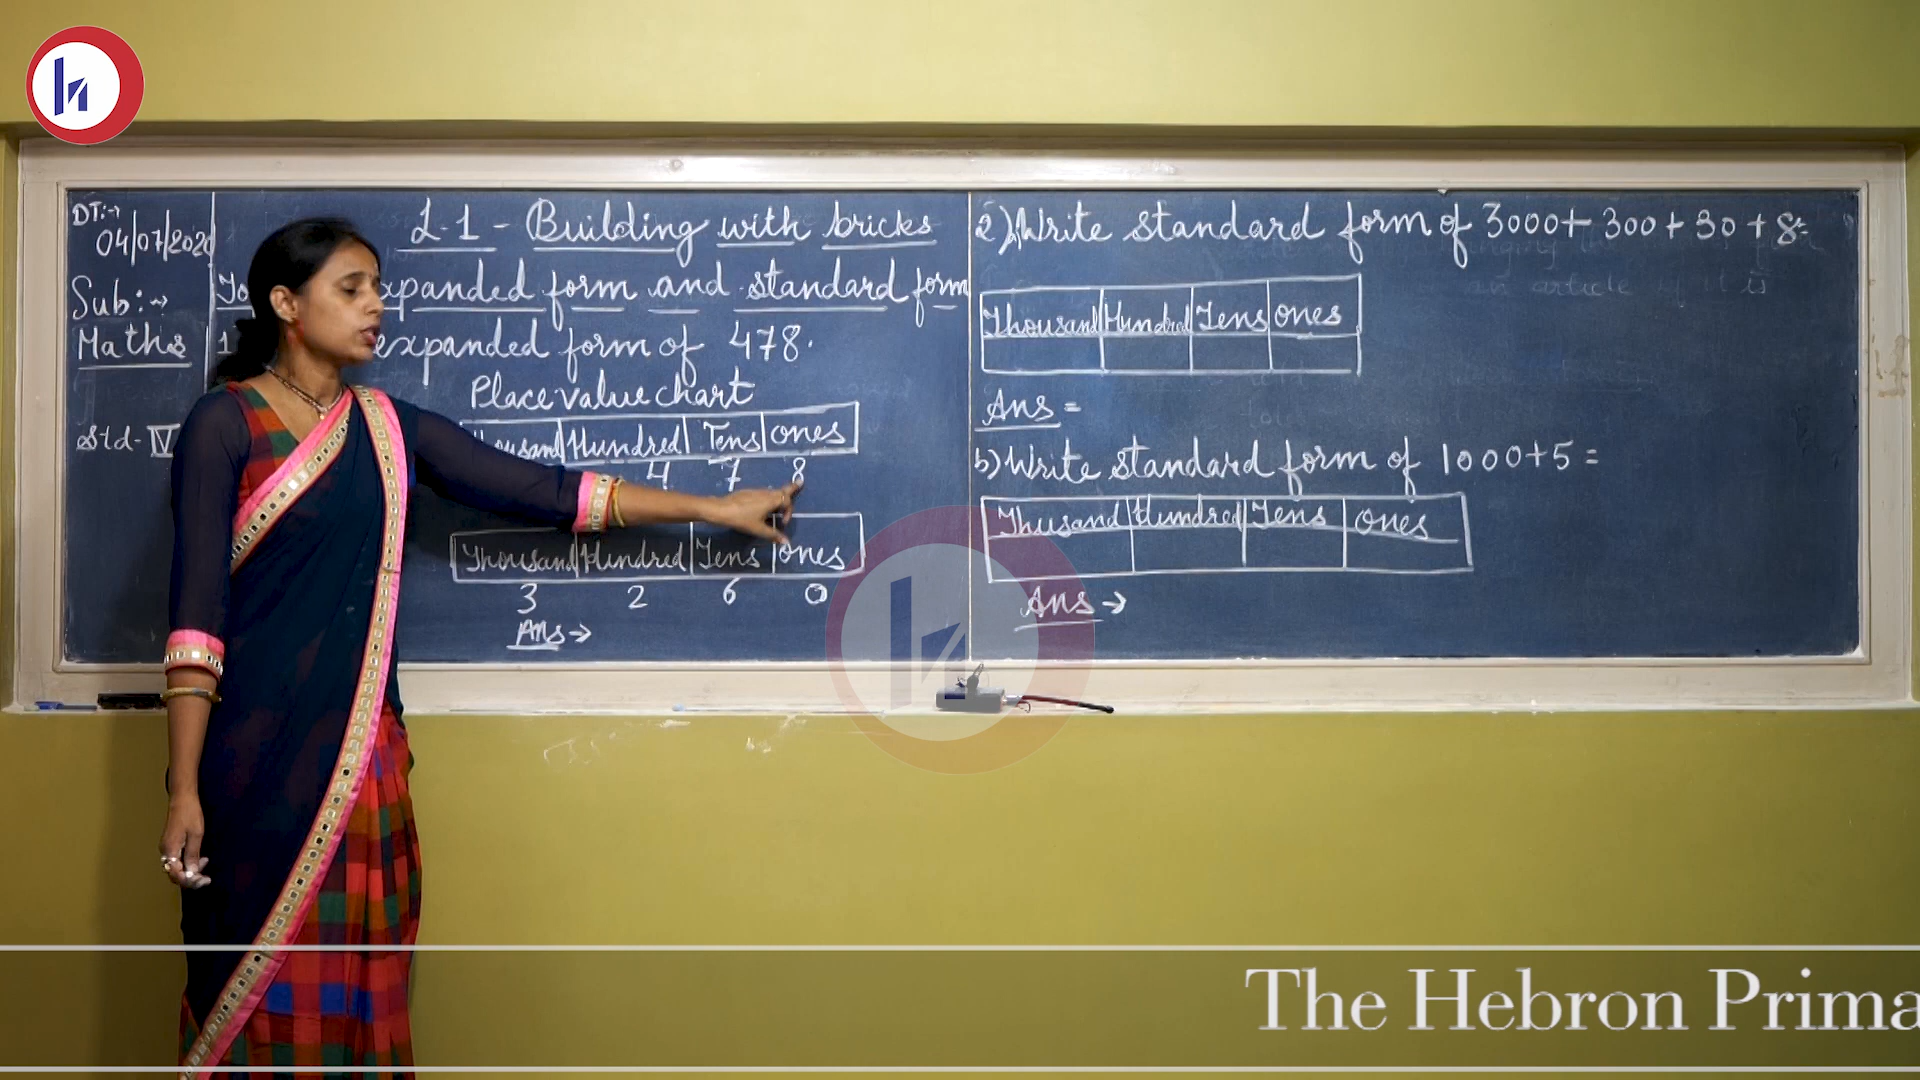 DT:→
04/07/2020
Sub:→
Maths
Std- IV
L.1 - Building with bricks
expanded form and standard form
1 expanded form of 478.
Place value chart
Hundred Tens ones
4 7 8
Thousand Hundred Tens ones
3 2 6 0
Ans→
2) Write standard form of 3000+ 300 + 30 + 8=
Thousand Hundred Tens ones
Ans =
b) Write standard form of 1000+5 =
Thusand Hundred Tens ones
Ans →
The Hebron Prima